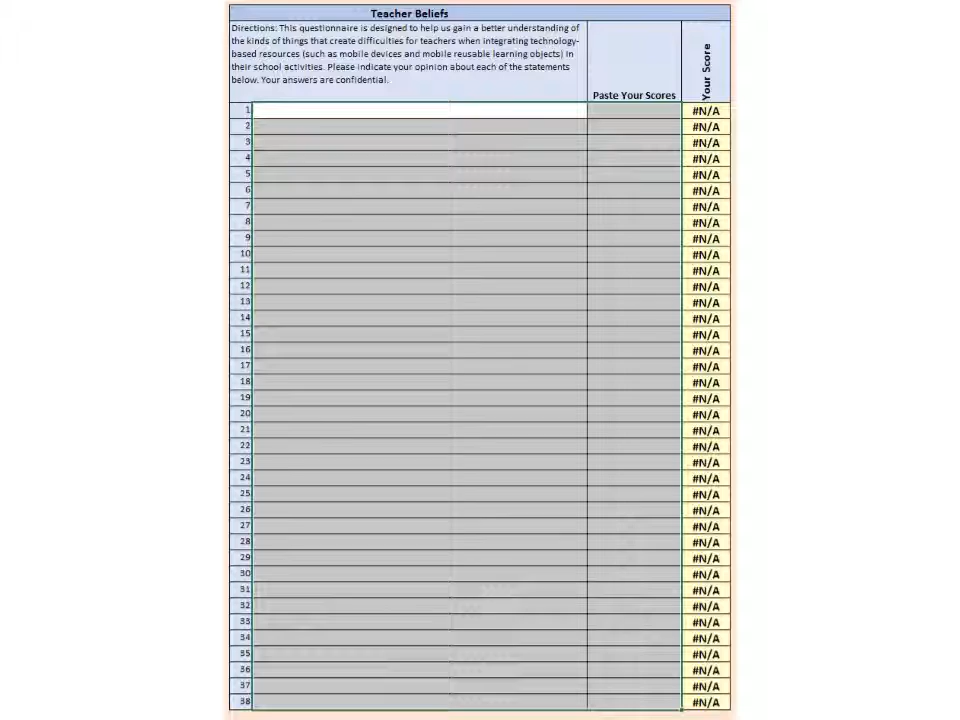 Teacher Beliefs
Directions: This questionnaire is designed to help us gain a better understanding of
the kinds of things that create difficulties for teachers when integrating technology-
based resources (such as mobile devices and mobile reusable learning objects) in
their school activities. Please indicate your opinion about each of the statements
below. Your answers are confidential.
Paste Your Scores
Your Score
1 #N/A
2 #N/A
3 #N/A
4 #N/A
5 #N/A
6 #N/A
7 #N/A
8 #N/A
9 #N/A
10 #N/A
11 #N/A
12 #N/A
13 #N/A
14 #N/A
15 #N/A
16 #N/A
17 #N/A
18 #N/A
19 #N/A
20 #N/A
21 #N/A
22 #N/A
23 #N/A
24 #N/A
25 #N/A
26 #N/A
27 #N/A
28 #N/A
29 #N/A
30 #N/A
31 #N/A
32 #N/A
33 #N/A
34 #N/A
35 #N/A
36 #N/A
37 #N/A
38 #N/A